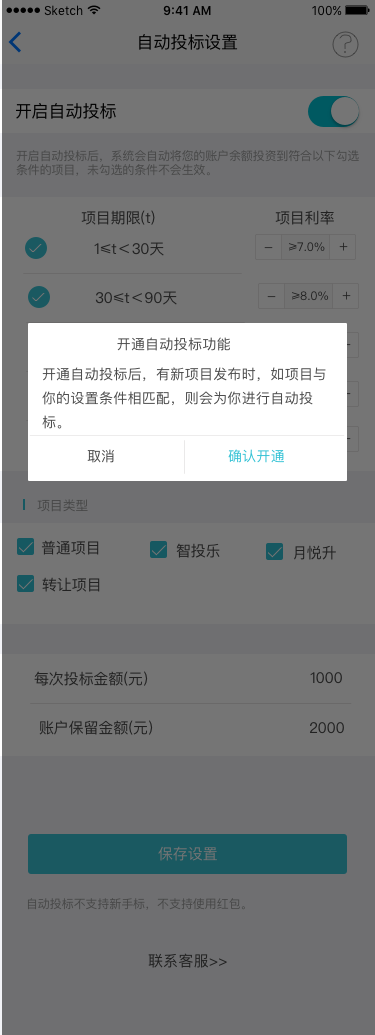 Sketch 9:41 AM 100%
自动投标设置 ?
开启自动投标
开启自动投标后，系统会自动将您的账户余额投资到符合以下勾选
条件的项目，未勾选的条件不会生效。
项目期限(t) 项目利率
1≤t＜30天 － ≥7.0% ＋
30≤t＜90天 － ≥8.0% ＋
开通自动投标功能
开通自动投标后，有新项目发布时，如项目与
你的设置条件相匹配，则会为你进行自动投
标。
取消 确认开通
项目类型
普通项目 智投乐 月悦升
转让项目
每次投标金额(元) 1000
账户保留金额(元) 2000
保存设置
自动投标不支持新手标，不支持使用红包。
联系客服>>